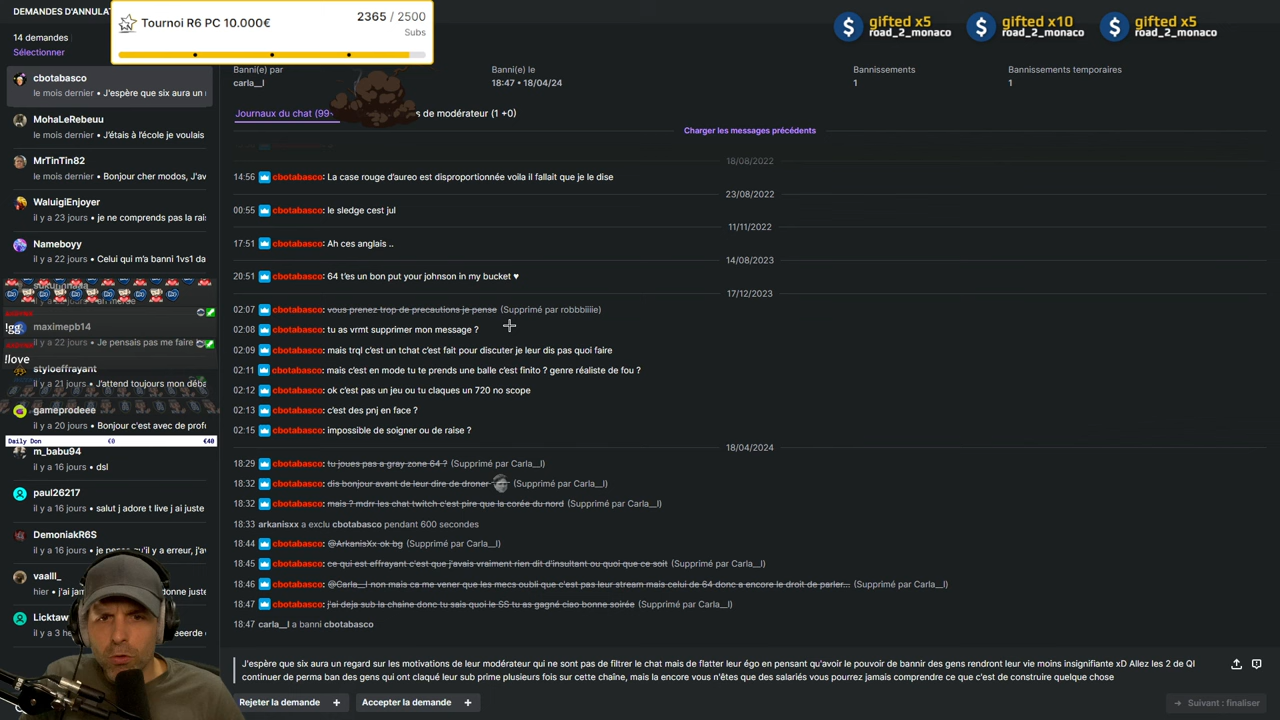 DEMANDES D'ANNULAT
14 demandes
Sélectionner
Tournoi R6 PC 10.000€
2365 / 2500
Subs
gifted x5
road_2_monaco
gifted x10
road_2_monaco
gifted x5
road_2_monaco
Banni(e) par
carla__l
Banni(e) le
18:47 • 18/04/24
Bannissements
1
Bannissements temporaires
1
cbotabasco
le mois dernier • J'espère que six aura un r
MohaLeRebeuu
le mois dernier • J'étais à l'école je voulais
MrTinTin82
le mois dernier • Bonjour cher modos, J'av
WaluigEnjoyer
il y a 23 jours • je ne comprends pas la rais
Nameboyy
il y a 22 jours • Celui qui m'a banni 1vs1 da
!gg
maximepb14
il y a 22 jours • Je pensais pas me faire
!love
styloeffrayant
il y a 21 jours • J'attend toujours mon déba
gameprodeee
il y a 20 jours • Bonjour c'est avec de profo
Daily Don €0 €40
m_babu94
il y a 16 jours • dsl
paul26217
il y a 16 jours • salut j adore t live j ai juste
DemoniakR6S
il y a 16 jours • je pe
qu'il y a erreur, j'av
vaalll_
hier • j'ai jam
donné juste
Licktaw
il y a 3 he
eeerde c
Journaux du chat (99+
s de modérateur (1 +0)
Charger les messages précédents
18/08/2022
14:56 cbotabasco: La case rouge d'aureo est disproportionnée voila il fallait que je le dise
23/08/2022
00:55 cbotabasco: le sledge cest jul
11/11/2022
17:51 cbotabasco: Ah ces anglais ..
14/08/2023
20:51 cbotabasco: 64 t'es un bon put your johnson in my bucket ♥
17/12/2023
02:07 cbotabasco: vous prenez trop de precautions je pense (Supprimé par robbbiiiie)
02:08 cbotabasco: tu as vrmt supprimer mon message ?
02:09 cbotabasco: mais trql c'est un tchat c'est fait pour discuter je leur dis pas quoi faire
02:11 cbotabasco: mais c'est en mode tu te prends une balle c'est finito ? genre réaliste de fou ?
02:12 cbotabasco: ok c'est pas un jeu ou tu claques un 720 no scope
02:13 cbotabasco: c'est des pnj en face ?
02:15 cbotabasco: impossible de soigner ou de raise ?
18/04/2024
18:29 cbotabasco: tu joues pas a gray zone 64 ? (Supprimé par Carla__l)
18:32 cbotabasco: dis bonjour avant de leur dire de droner (Supprimé par Carla__l)
18:32 cbotabasco: mais ? mdrr les chat twitch c'est pire que la corée du nord (Supprimé par Carla__l)
18:33 arkanisxx a exclu cbotabasco pendant 600 secondes
18:44 cbotabasco: @ArkanisXx ok bg (Supprimé par Carla__l)
18:45 cbotabasco: ce qui est effrayant c'est que j'avais vraiment rien dit d'insultant ou quoi que ce soit (Supprimé par Carla__l)
18:46 cbotabasco: @Carla__l non mais ca me vener que les mecs oubli que c'est pas leur stream mais celui de 64 donc a encore le droit de parler... (Supprimé par Carla__l)
18:47 cbotabasco: j'ai deja sub la chaine donc tu sais quoi le SS tu as gagné ciao bonne soirée (Supprimé par Carla__l)
18:47 carla__l a banni cbotabasco
J'espère que six aura un regard sur les motivations de leur modérateur qui ne sont pas de filtrer le chat mais de flatter leur égo en pensant qu'avoir le pouvoir de bannir des gens rendront leur vie moins insignifiante xD Allez les 2 de QI
continuer de perma ban des gens qui ont claqué leur sub prime plusieurs fois sur cette chaîne, mais la encore vous n'êtes que des salariés vous pourrez jamais comprendre ce que c'est de construire quelque chose
Rejeter la demande +
Accepter la demande +
→ Suivant : finaliser